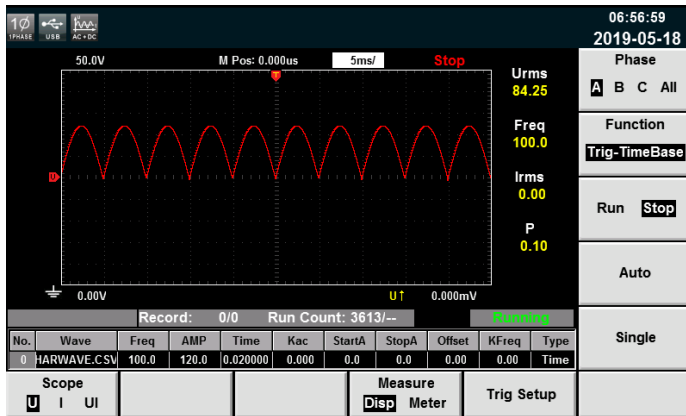 1Ø
1PHASE USB AC+DC
06:56:59
2019-05-18
50.0V M Pos: 0.000us 5ms/ Stop
T
U
Urms
84.25
Freq
100.0
Irms
0.00
P
0.10
0.00V U↑ 0.000mV
Phase
A B C All
Function
Trig-TimeBase
Run Stop
Auto
Single
Record: 0/0 Run Count: 3613/-- Running
No. Wave Freq AMP Time Kac StartA StopA Offset KFreq Type
0 HARWAVE.CSV 100.0 120.0 0.020000 0.000 0.0 0.0 0.00 0.00 Time
Scope
U I UI
Measure
Disp Meter
Trig Setup